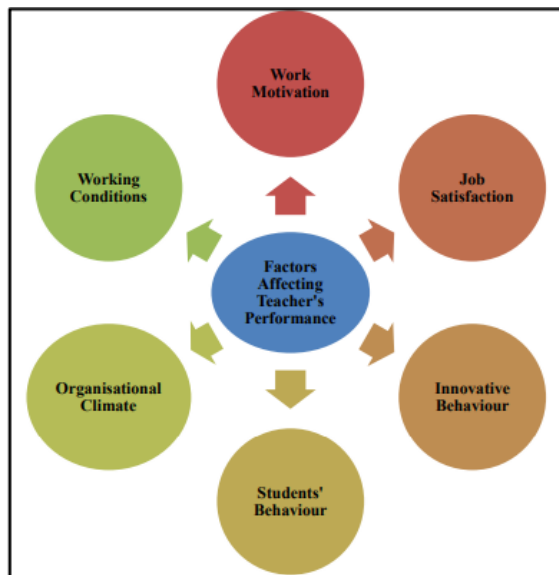 Work
Motivation
Job
Satisfaction
Innovative
Behaviour
Students'
Behaviour
Organisational
Climate
Working
Conditions
Factors
Affecting
Teacher's
Performance